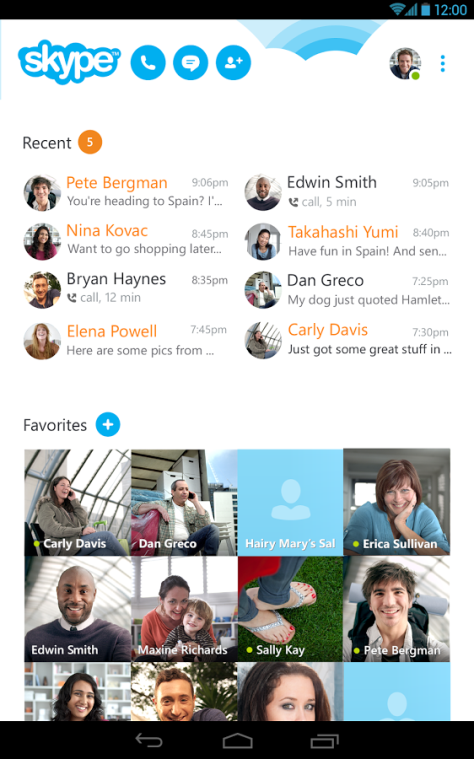 12:00
skype™
Recent 5
Pete Bergman 9:06pm
You're heading to Spain? I'...
Edwin Smith 9:05pm
call, 5 min
Nina Kovac 8:45pm
Want to go shopping later...
Takahashi Yumi 8:40pm
Have fun in Spain! And sen...
Bryan Haynes 8:35pm
call, 12 min
Dan Greco 7:25pm
My dog just quoted Hamlet...
Elena Powell 7:45pm
Here are some pics from ...
Carly Davis 7:30pm
Just got some great stuff in ...
Favorites
Carly Davis
Dan Greco
Hairy Mary's Sal
Erica Sullivan
Edwin Smith
Maxine Richards
Sally Kay
Pete Bergman